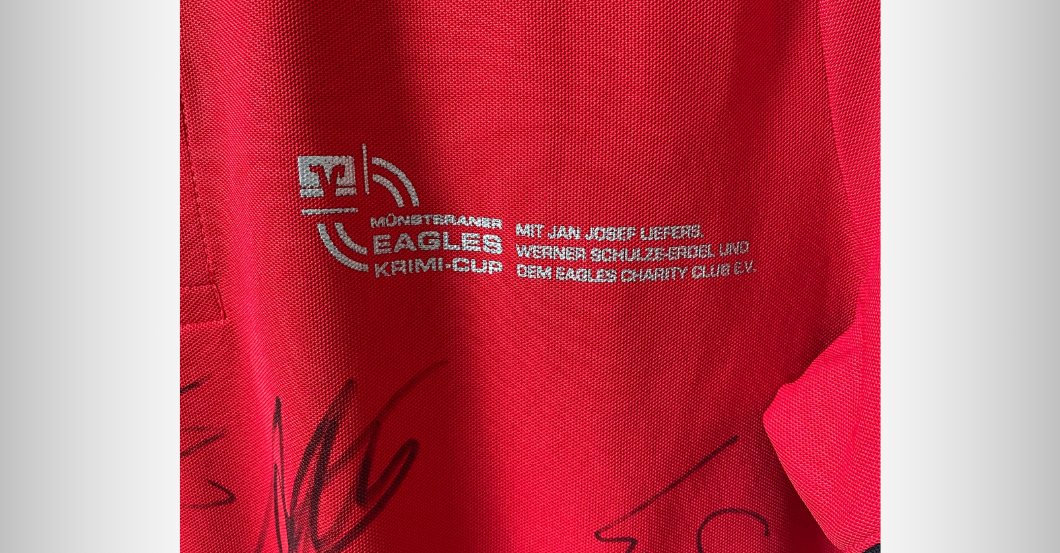 MÜNSTERANER
EAGLES
KRIMI-CUP
MIT JAN JOSEF LIEFERS,
WERNER SCHULZE-ERDEL UND
DEM EAGLES CHARITY CLUB E.V.